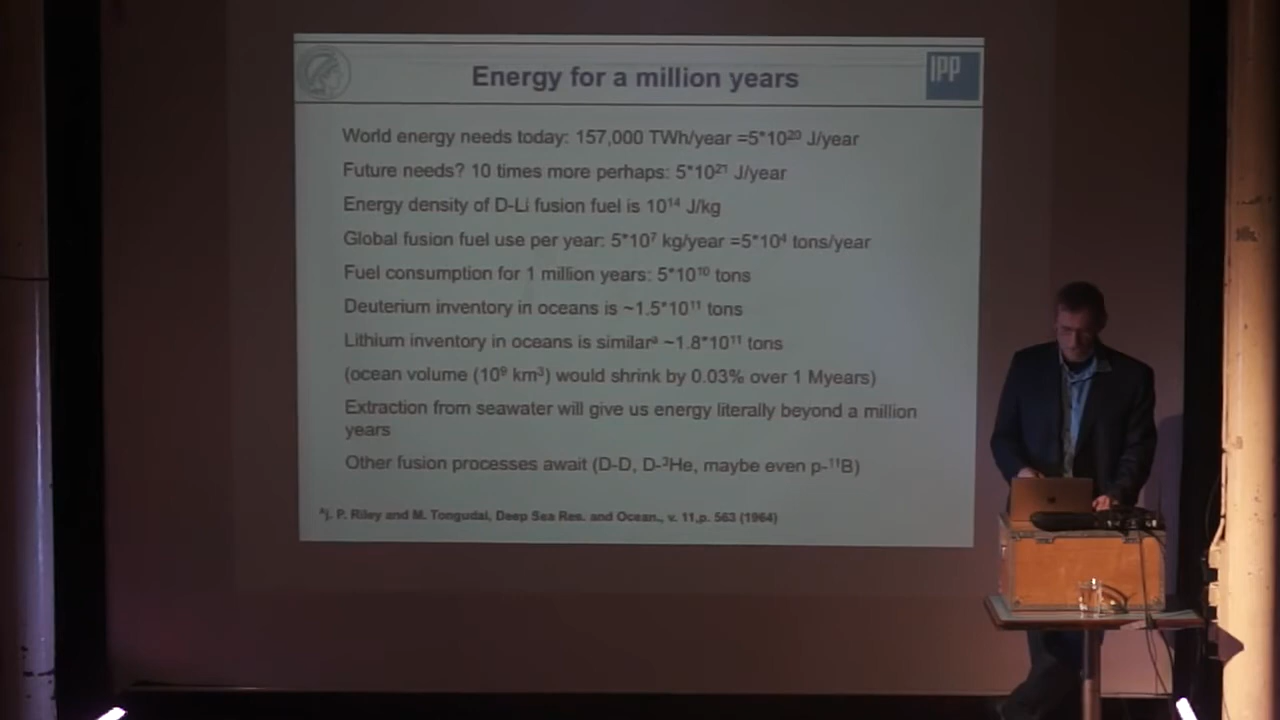 Energy for a million years
IPP
World energy needs today: 157,000 TWh/year =5*10²⁰ J/year
Future needs? 10 times more perhaps: 5*10²¹ J/year
Energy density of D-Li fusion fuel is 10¹⁴ J/kg
Global fusion fuel use per year: 5*10⁷ kg/year =5*10⁴ tons/year
Fuel consumption for 1 million years: 5*10¹⁰ tons
Deuterium inventory in oceans is ~1.5*10¹¹ tons
Lithium inventory in oceans is similarᵃ ~1.8*10¹¹ tons
(ocean volume (10⁹ km³) would shrink by 0.03% over 1 Myears)
Extraction from seawater will give us energy literally beyond a million
years
Other fusion processes await (D-D, D-³He, maybe even p-¹¹B)
ᵃJ. P. Riley and M. Tongudai, Deep Sea Res. and Ocean., v. 11,p. 563 (1964)